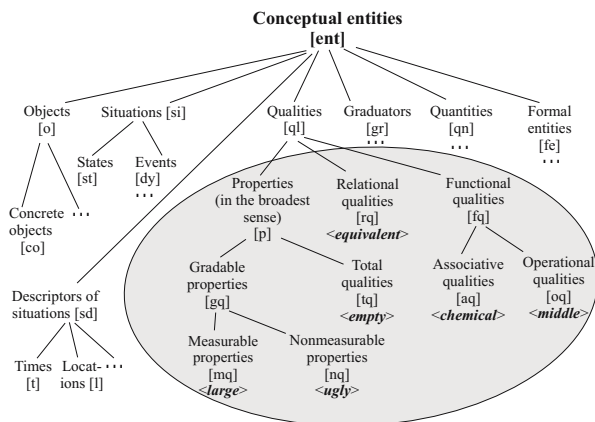 Conceptual entities
[ent]
Objects
[o]
Situations [si]
Qualities
[ql]
Graduators
[gr]
...
Quantities
[qn]
...
Formal
entities
[fe]
...
States
[st]
Events
[dy]
...
...
Concrete
objects
[co]
Properties
(in the broadest
sense)
[p]
Relational
qualities
[rq]
<equivalent>
Functional
qualities
[fq]
Gradable
properties
[gq]
Total
qualities
[tq]
<empty>
Associative
qualities
[aq]
<chemical>
Operational
qualities
[oq]
<middle>
Descriptors of
situations [sd]
Times
[t]
Locat-
ions [l]
...
Measurable
properties
[mq]
<large>
Nonmeasurable
properties
[nq]
<ugly>